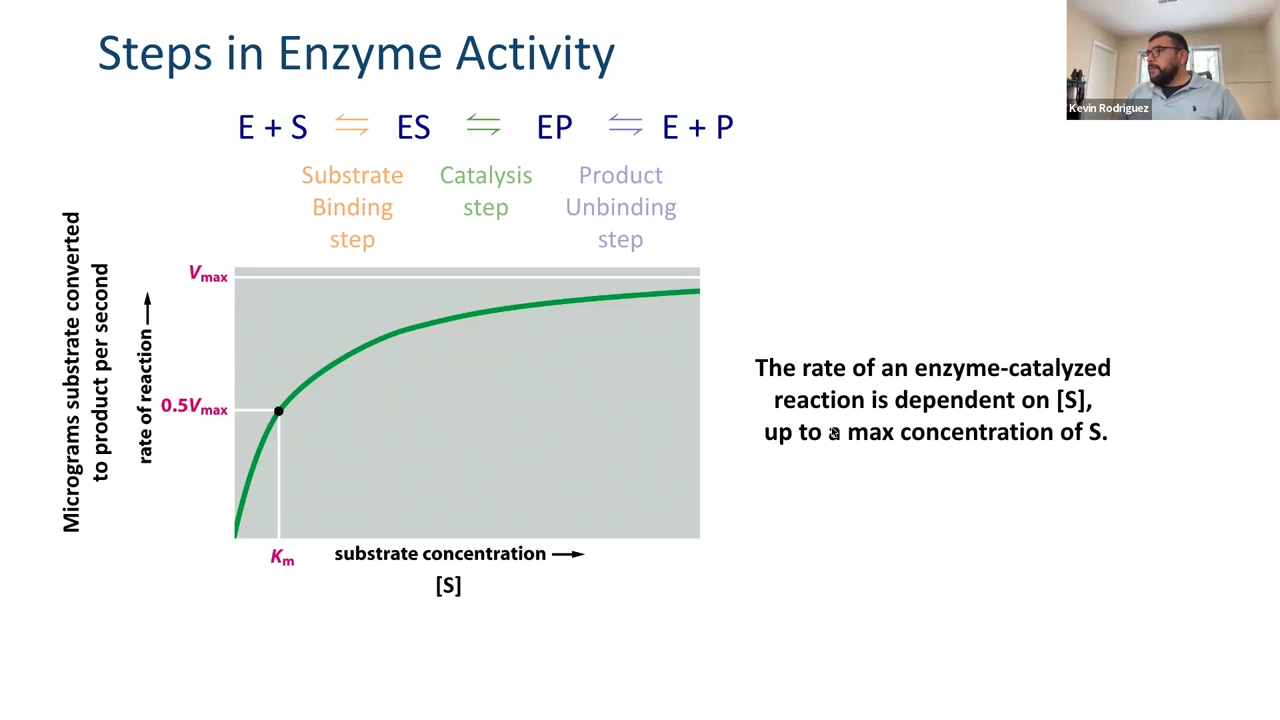 Steps in Enzyme Activity
Kevin Rodriguez
E + S ⇌ ES ⇌ EP ⇌ E + P
Substrate Binding step
Catalysis step
Product Unbinding step
Micrograms substrate converted
to product per second
rate of reaction
Vmax
0.5Vmax
Km
substrate concentration
[S]
The rate of an enzyme-catalyzed
reaction is dependent on [S],
up to a max concentration of S.